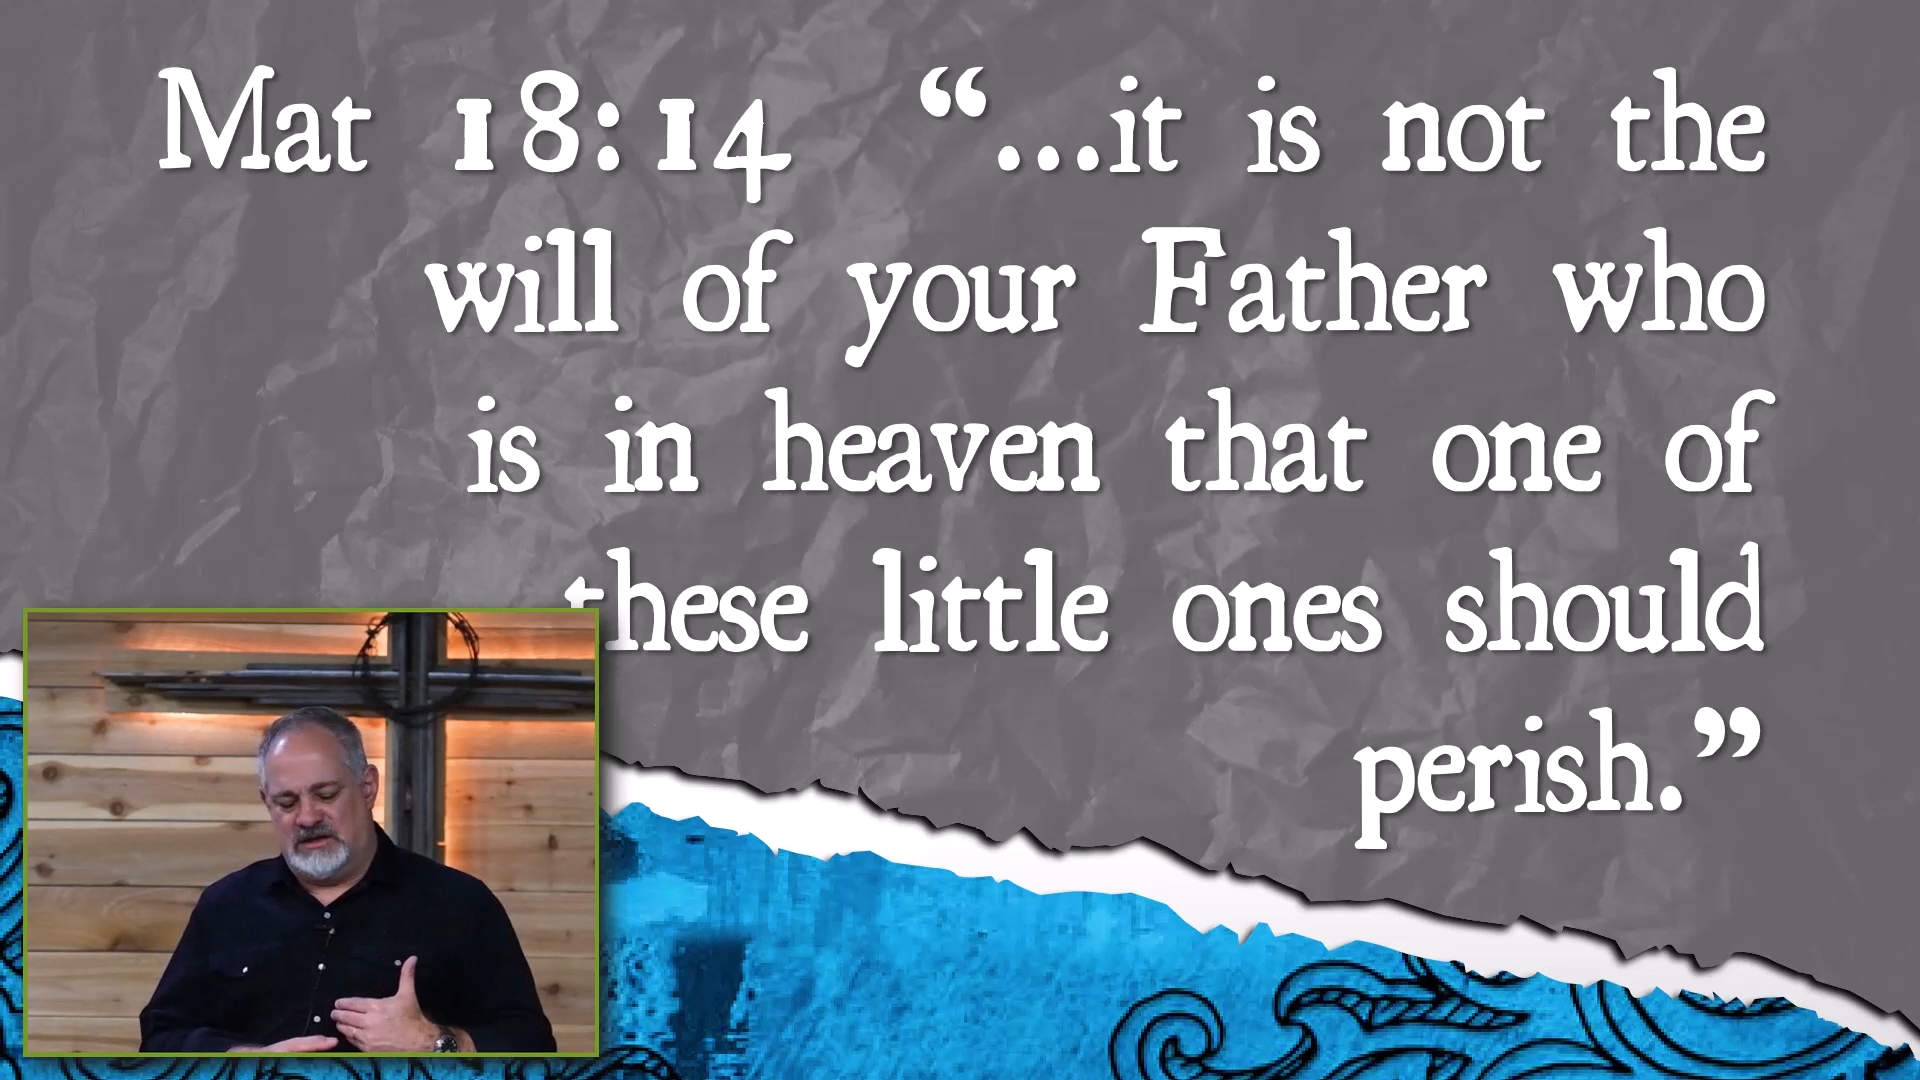 Mat 18:14 “...it is not the
will of your Father who
is in heaven that one of
these little ones should
perish.”